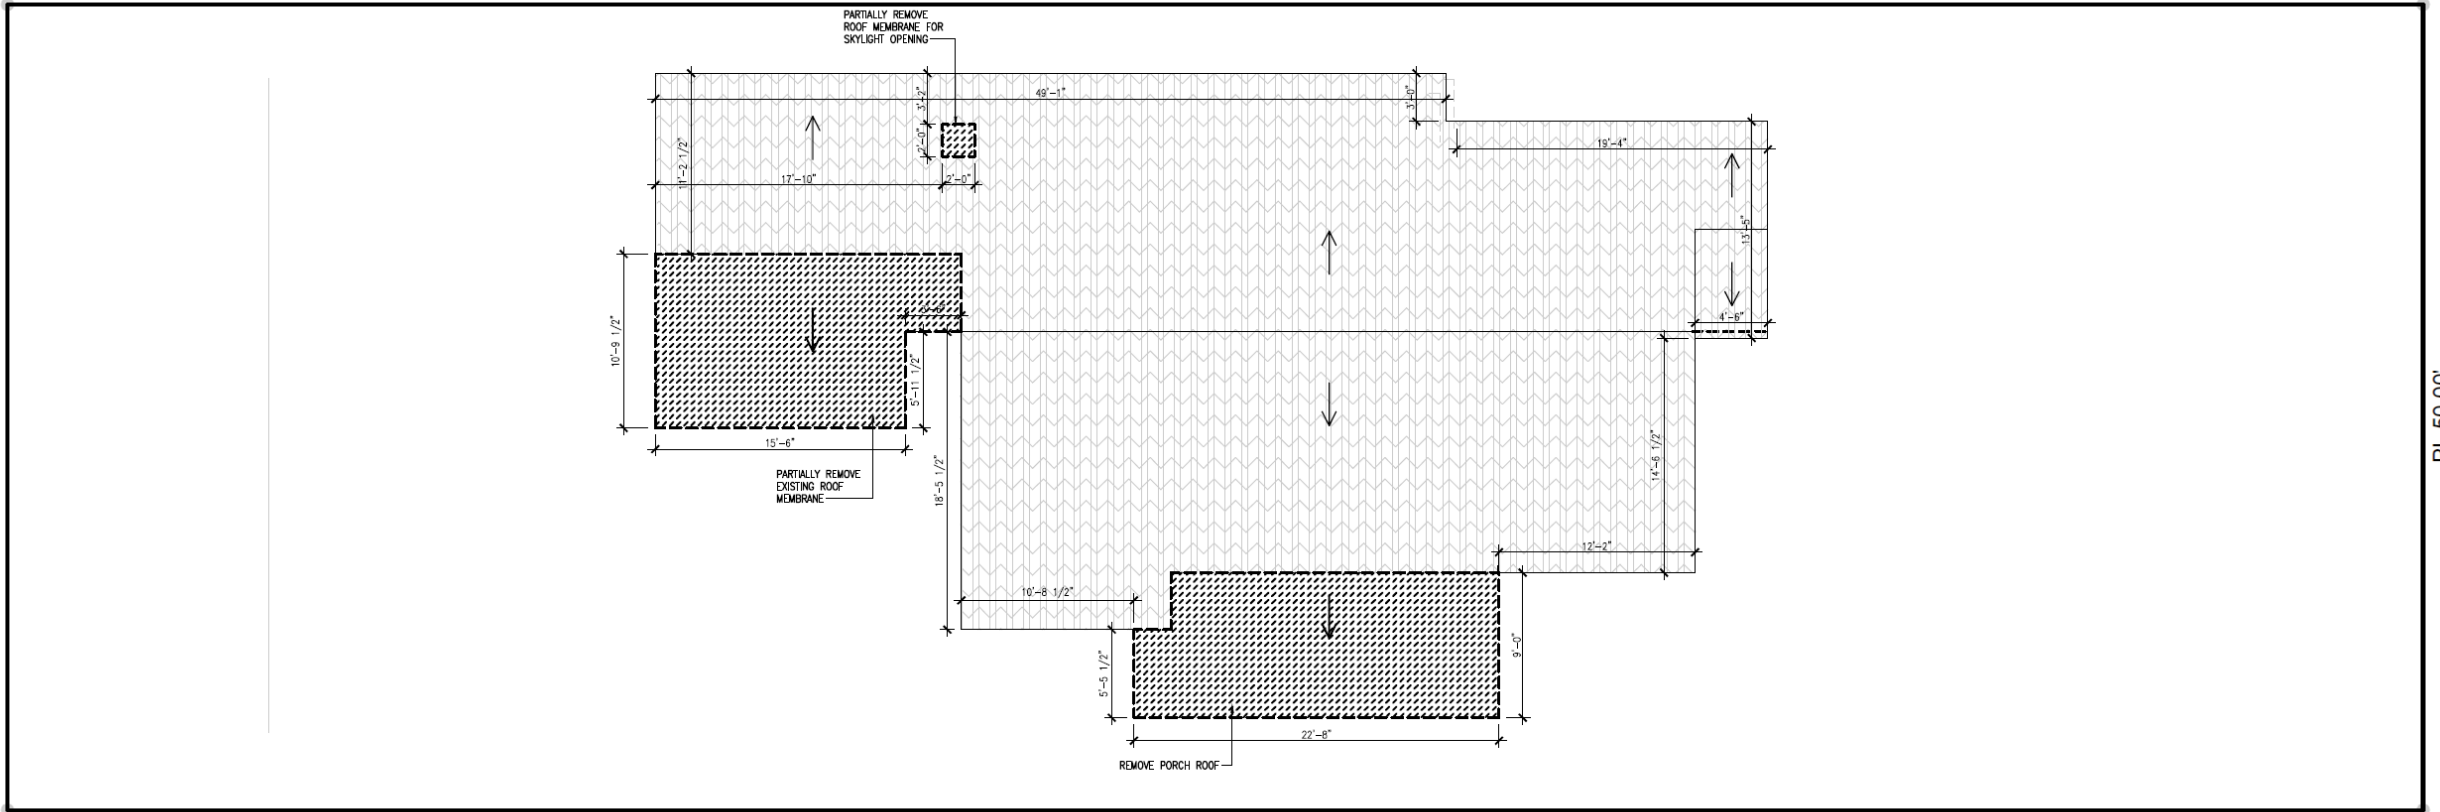 PARTIALLY REMOVE
ROOF MEMBRANE FOR
SKYLIGHT OPENING
49'-1"
3'-2"
3'-0"
2'-0"
19'-4"
11'-2 1/2"
17'-10"
2'-0"
13'-5"
4'-6"
10'-9 1/2"
5'-11 1/2"
15'-6"
PARTIALLY REMOVE
EXISTING ROOF
MEMBRANE
18'-5 1/2"
14'-6 1/2"
12'-2"
10'-8 1/2"
9'-0"
5'-5 1/2"
22'-8"
REMOVE PORCH ROOF